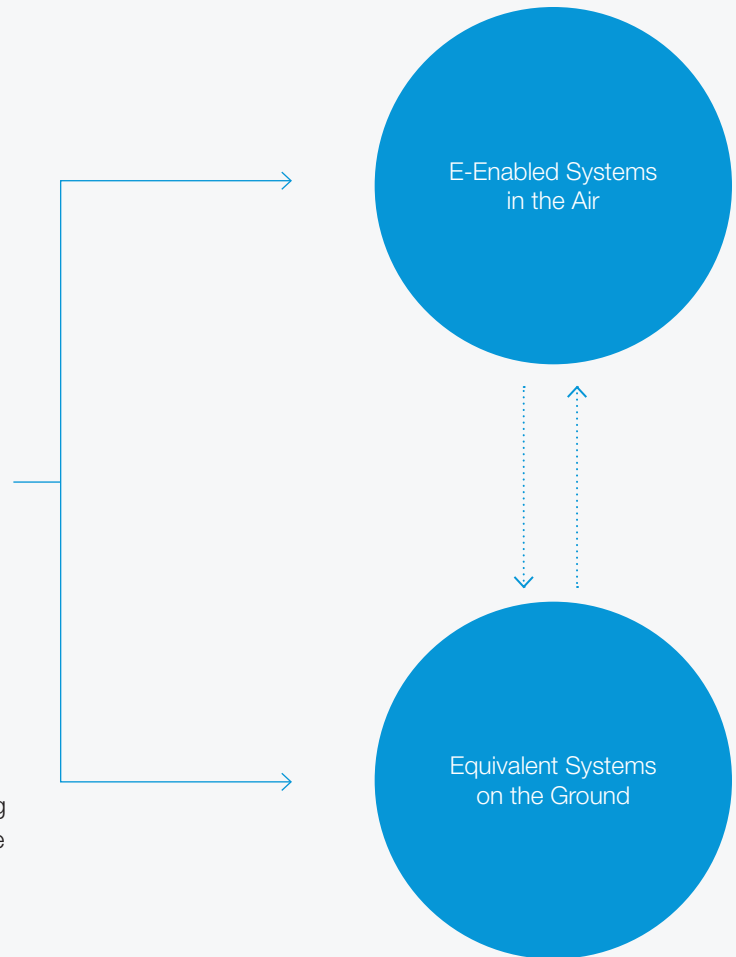 E-Enabled Systems
in the Air
Equivalent Systems
on the Ground